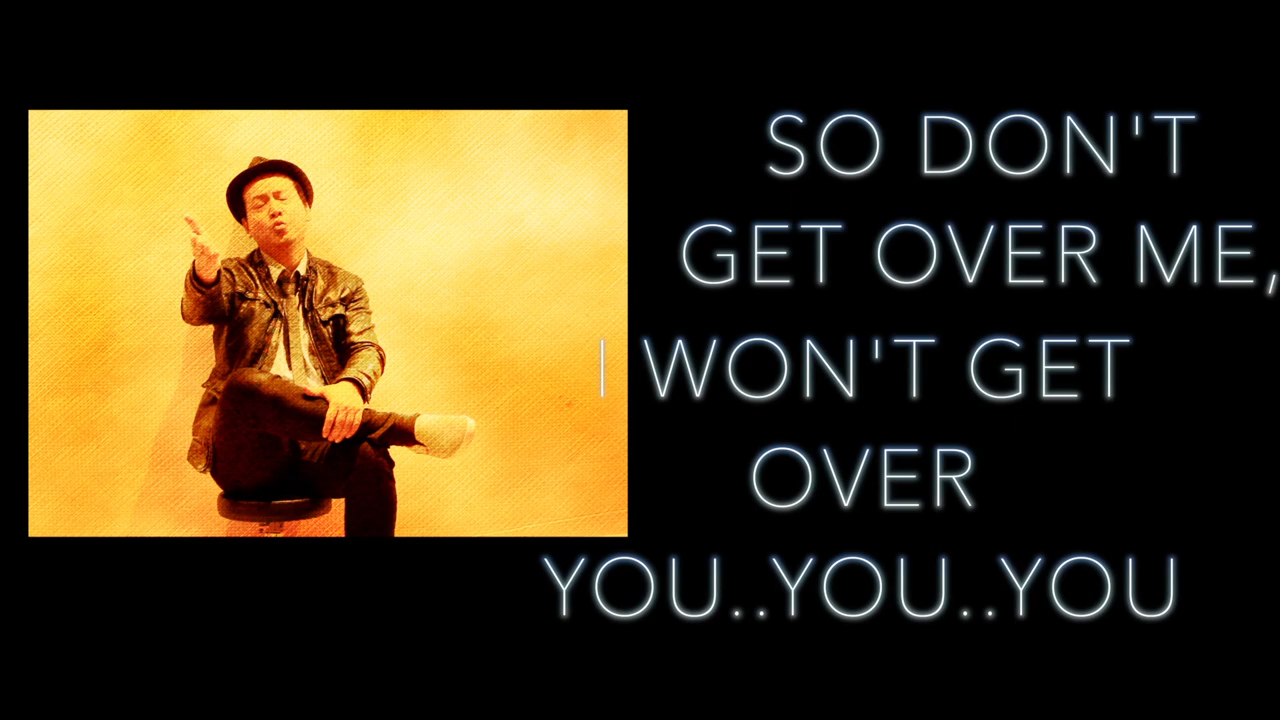 SO DON'T
GET OVER ME,
I WON'T GET
OVER
YOU..YOU..YOU